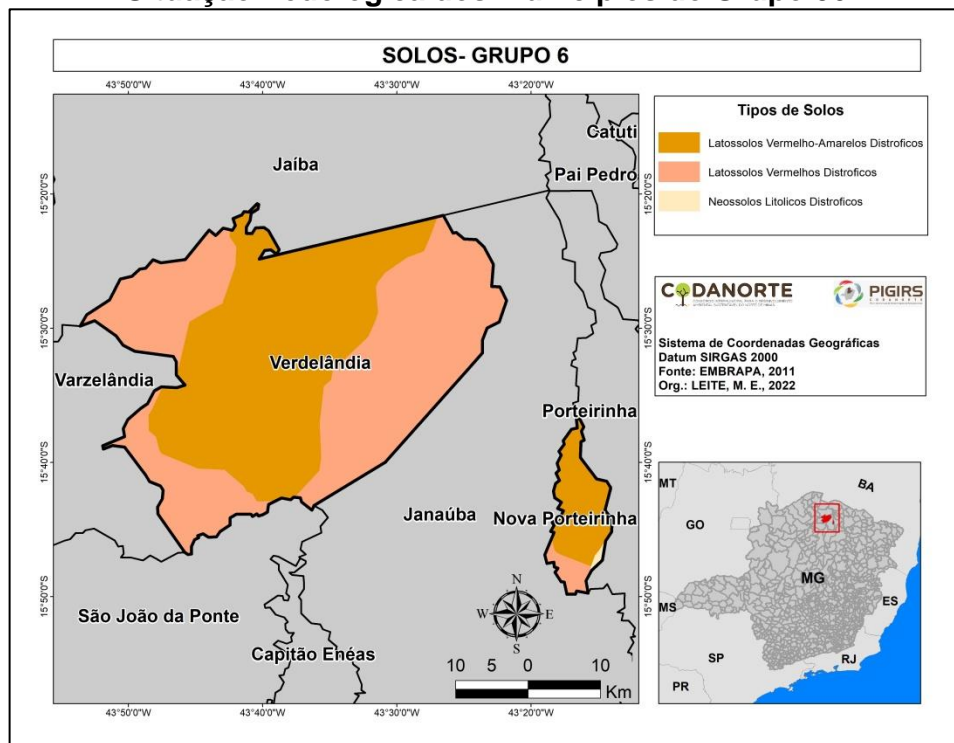 SOLOS- GRUPO 6
43°50'0"W 43°40'0"W 43°30'0"W 43°20'0"W
Catuti
Jaíba
Pai Pedro
15°20'0"S
15°20'0"S
15°30'0"S
15°30'0"S
Verdelândia
Varzelândia
Porteirinha
15°40'0"S
15°40'0"S
Janaúba
Nova Porteirinha
15°50'0"S
15°50'0"S
São João da Ponte
N
W E
S
Capitão Enéas
10 5 0 10
Km
43°50'0"W 43°40'0"W 43°30'0"W 43°20'0"W
Tipos de Solos
Latossolos Vermelho-Amarelos Distroficos
Latossolos Vermelhos Distroficos
Neossolos Litolicos Distroficos
CODANORTE
PIGIRS
CODANORTE
Sistema de Coordenadas Geográficas
Datum SIRGAS 2000
Fonte: EMBRAPA, 2011
Org.: LEITE, M. E., 2022
MT
BA
GO
MG
MS
ES
SP
RJ
PR